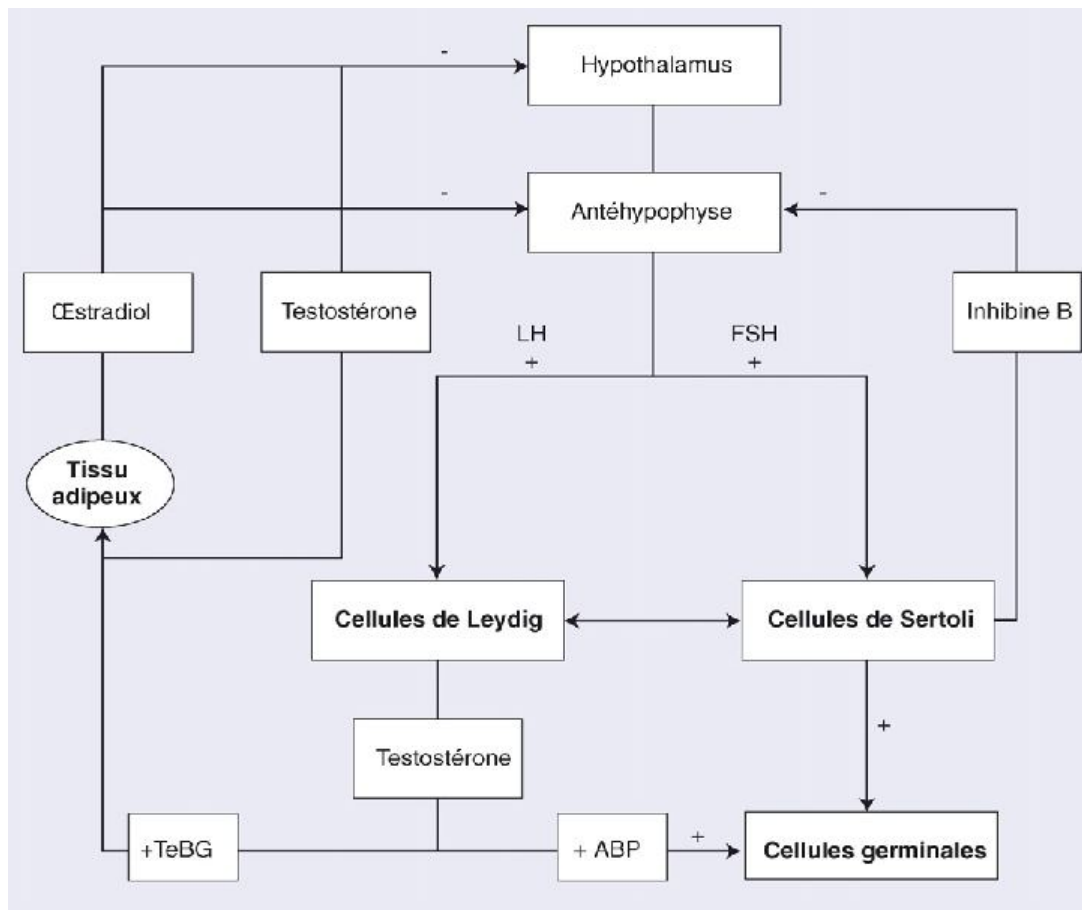 -
Hypothalamus
-
Antéhypophyse
-
Œstradiol
Testostérone
LH
+
FSH
+
Inhibine B
Tissu
adipeux
Cellules de Leydig
Cellules de Sertoli
+
Testostérone
+TeBG
+ ABP
+
Cellules germinales